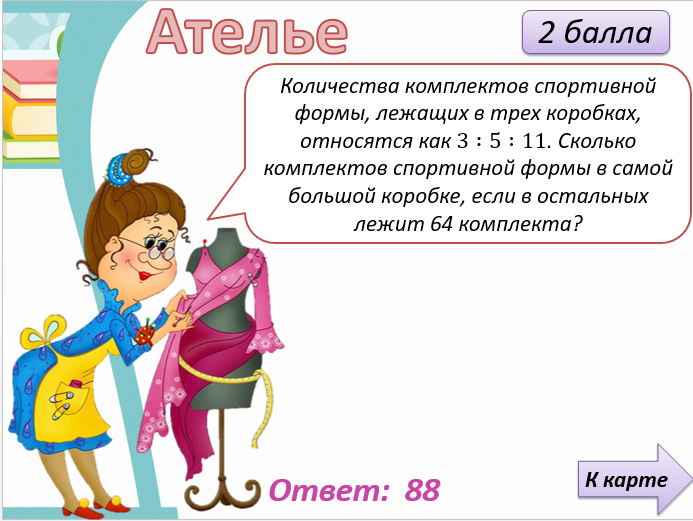 Ателье
2 балла
Количества комплектов спортивной
формы, лежащих в трех коробках,
относятся как 3 : 5 : 11. Сколько
комплектов спортивной формы в самой
большой коробке, если в остальных
лежит 64 комплекта?
Ответ: 88
К карте